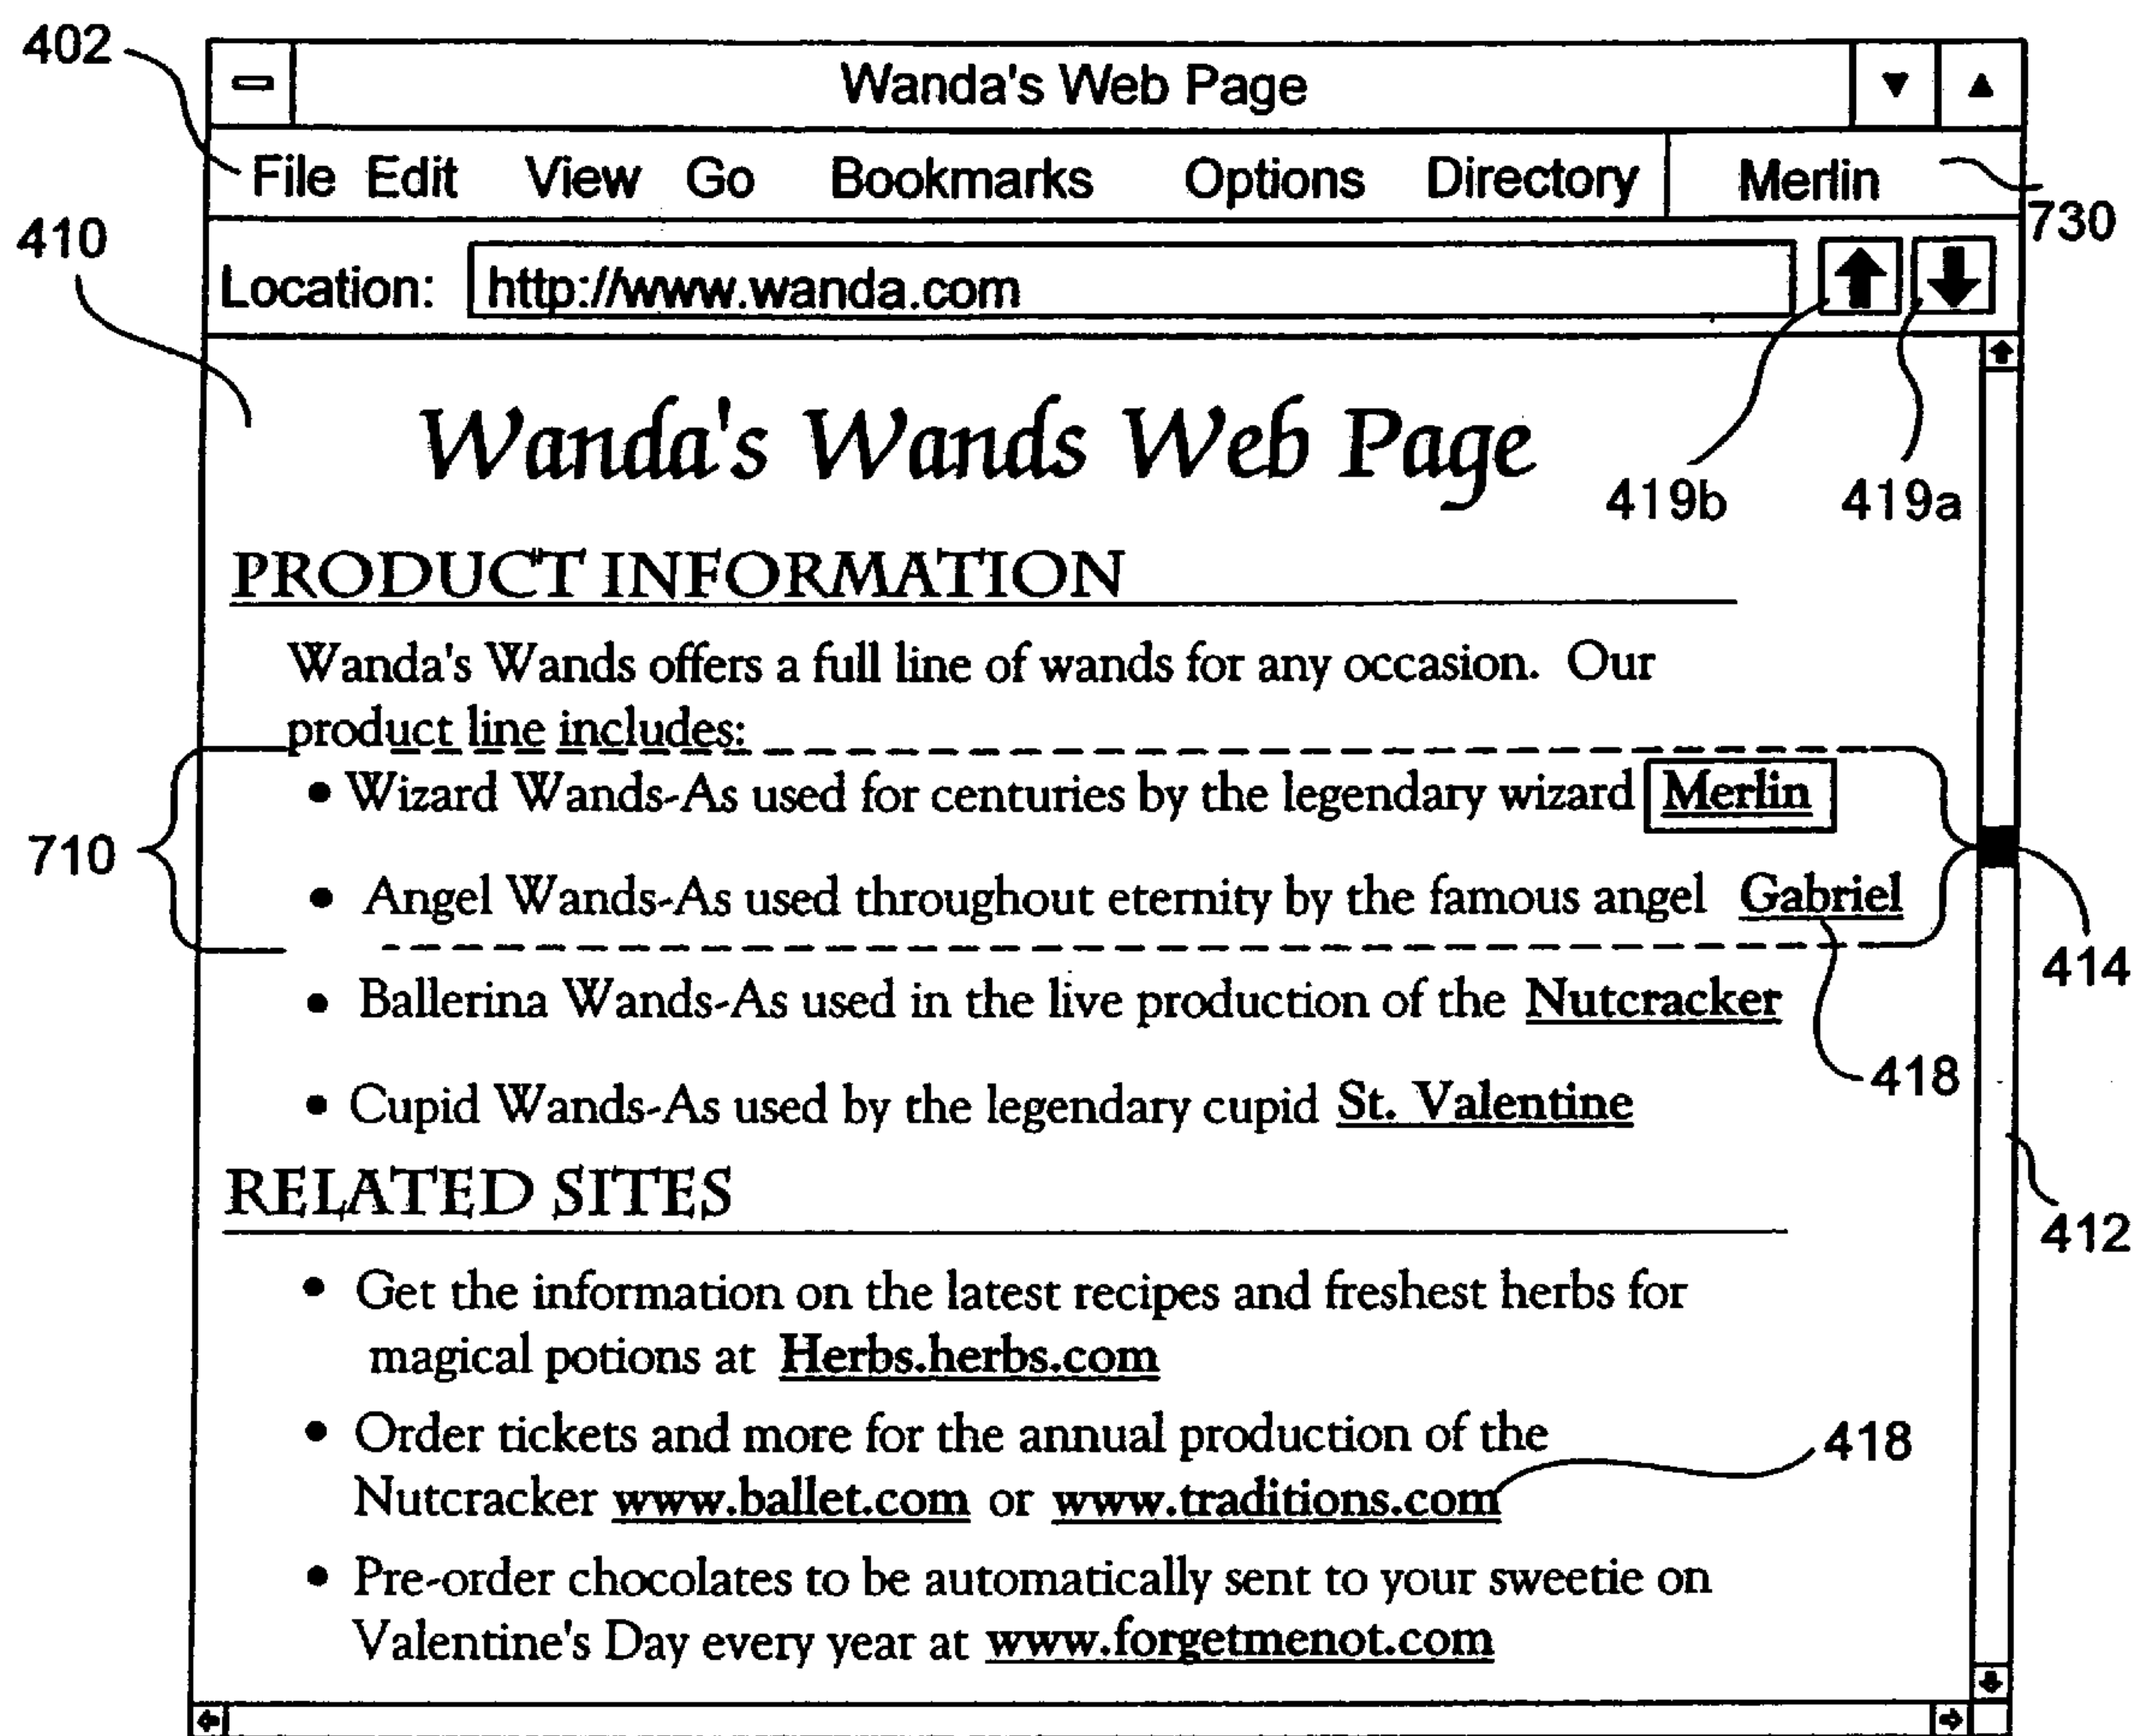 402
Wanda's Web Page
File Edit View Go Bookmarks Options Directory Merlin
730
410
Location: http://www.wanda.com
Wanda's Wands Web Page
419b 419a
PRODUCT INFORMATION
Wanda's Wands offers a full line of wands for any occasion. Our
product line includes:
• Wizard Wands-As used for centuries by the legendary wizard Merlin
710
• Angel Wands-As used throughout eternity by the famous angel Gabriel
414
• Ballerina Wands-As used in the live production of the Nutcracker
418
• Cupid Wands-As used by the legendary cupid St. Valentine
RELATED SITES
412
• Get the information on the latest recipes and freshest herbs for
magical potions at Herbs.herbs.com
• Order tickets and more for the annual production of the
418
Nutcracker www.ballet.com or www.traditions.com
• Pre-order chocolates to be automatically sent to your sweetie on
Valentine's Day every year at www.forgetmenot.com